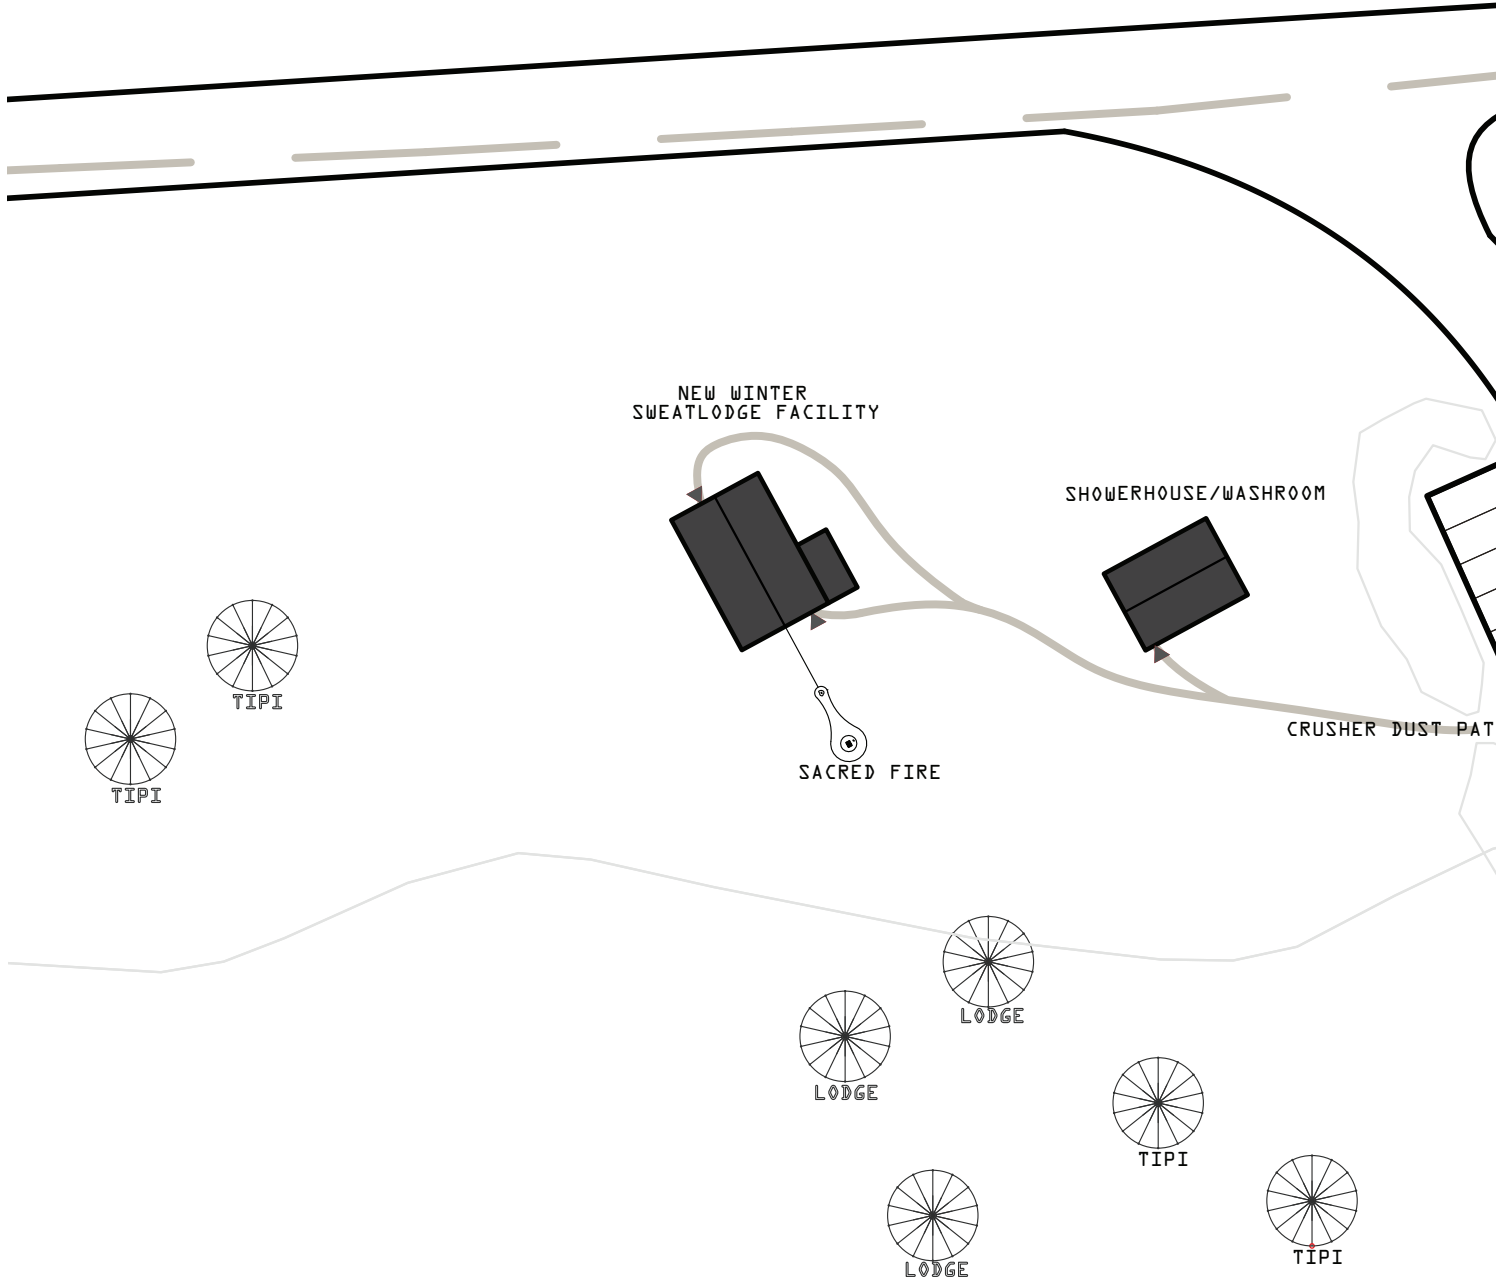 NEW WINTER
SWEATLODGE FACILITY
SHOWERHOUSE/WASHROOM
TIPI
CRUSHER DUST PAT
SACRED FIRE
TIPI
LODGE
LODGE
TIPI
TIPI
LODGE